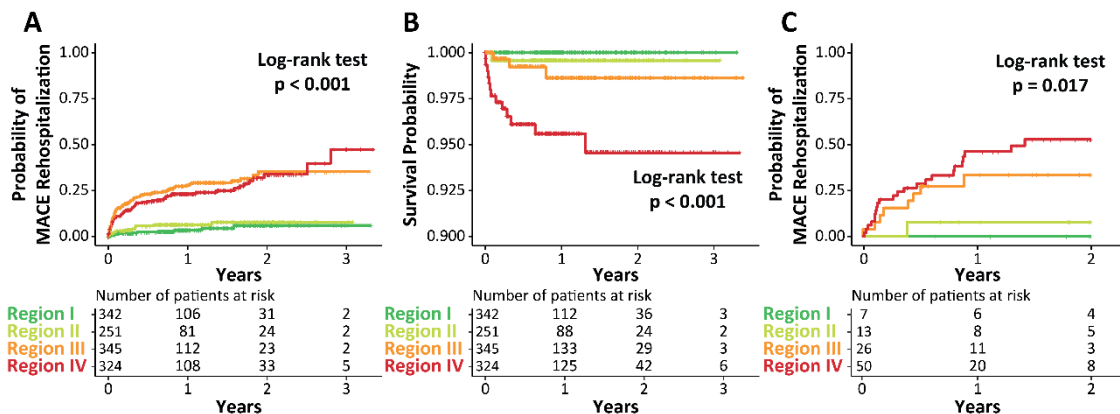 A
Probability of
MACE Rehospitalization
1.00
0.75
0.50
0.25
0.00
Log-rank test
p < 0.001
0 1 2 3
Years
Number of patients at risk
Region I 342 106 31 2
Region II 251 81 24 2
Region III 345 112 23 2
Region IV 324 108 33 5
0 1 2 3
Years
B
Survival Probability
1.000
0.975
0.950
0.925
0.900
Log-rank test
p < 0.001
0 1 2 3
Years
Number of patients at risk
Region I 342 112 36 3
Region II 251 88 24 2
Region III 345 133 29 3
Region IV 324 125 42 6
0 1 2 3
Years
C
Probability of
MACE Rehospitalization
1.00
0.75
0.50
0.25
0.00
Log-rank test
p = 0.017
0 1 2
Years
Number of patients at risk
Region I 7 6 4
Region II 13 8 5
Region III 26 11 3
Region IV 50 20 8
0 1 2
Years